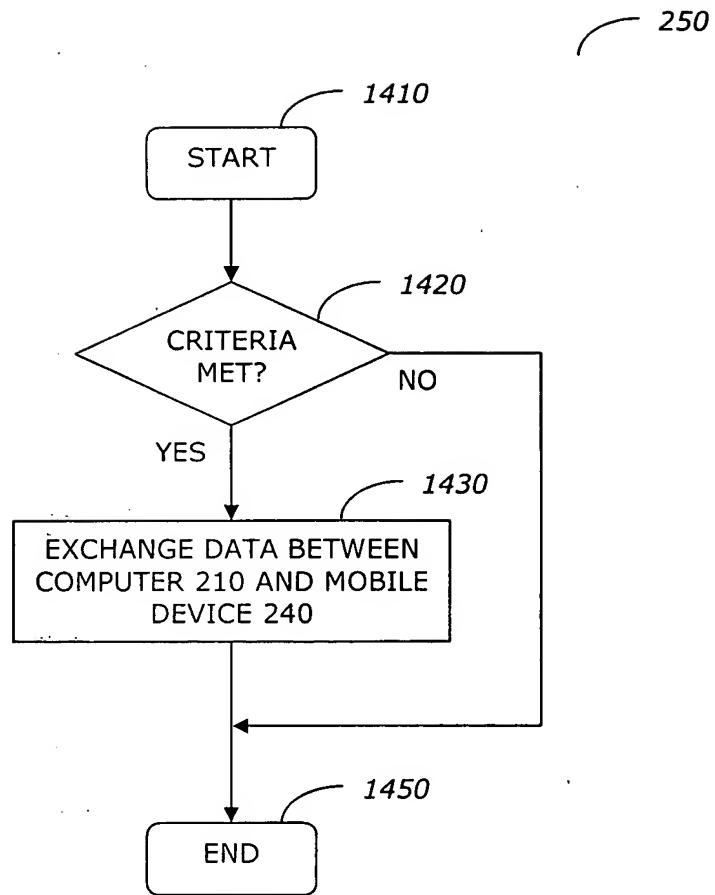 250
1410
START
1420
CRITERIA
MET?
NO
YES
1430
EXCHANGE DATA BETWEEN
COMPUTER 210 AND MOBILE
DEVICE 240
1450
END